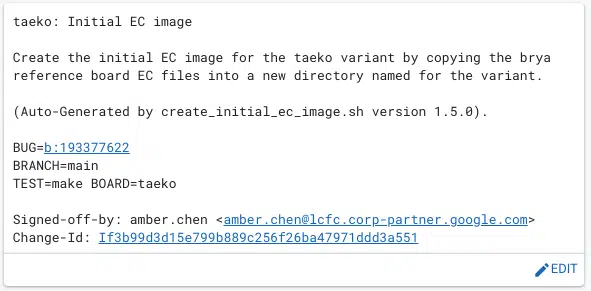 taeko: Initial EC image
Create the initial EC image for the taeko variant by copying the brya
reference board EC files into a new directory named for the variant.
(Auto-Generated by create_initial_ec_image.sh version 1.5.0).
BUG=b:193377622
BRANCH=main
TEST=make BOARD=taeko
Signed-off-by: amber.chen <amber.chen@lcfc.corp-partner.google.com>
Change-Id: If3b99d3d15e799b889c256f26ba47971ddd3a551
EDIT